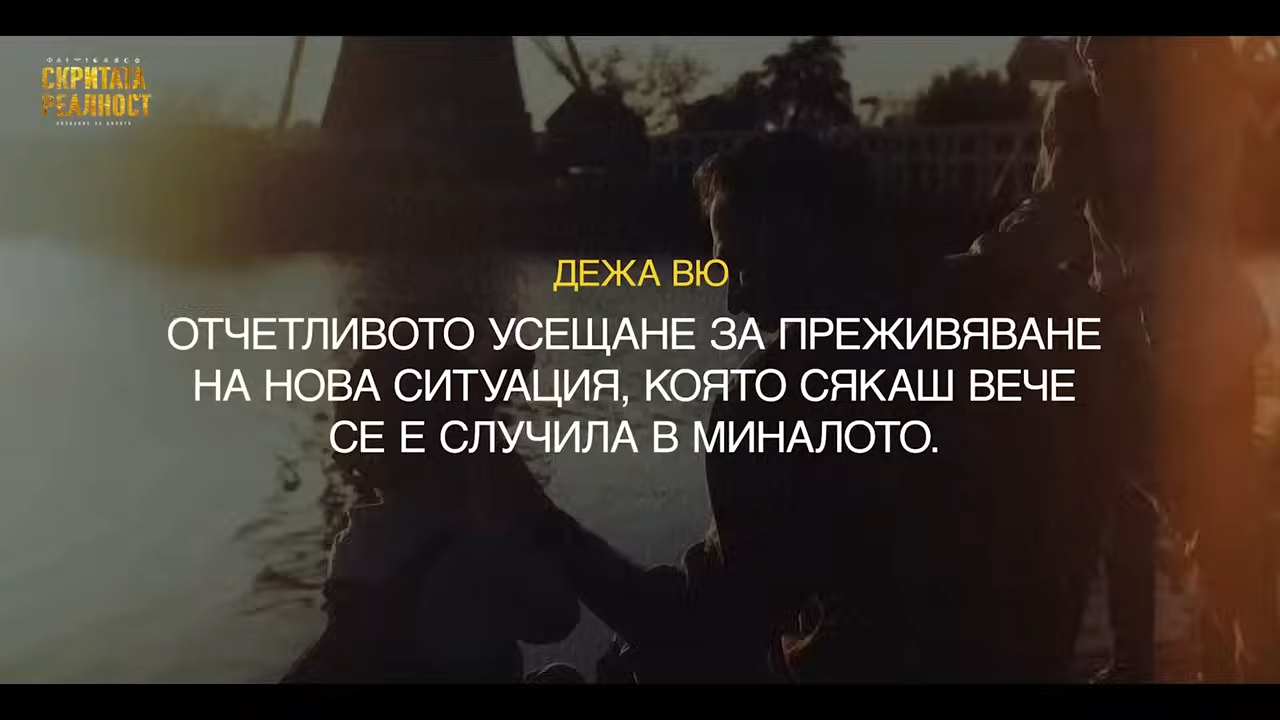 СКРИТАТА
РЕАЛНОСТ
ДЕЖА ВЮ
ОТЧЕТЛИВОТО УСЕЩАНЕ ЗА ПРЕЖИВЯВАНЕ
НА НОВА СИТУАЦИЯ, КОЯТО СЯКАШ ВЕЧЕ
СЕ Е СЛУЧИЛА В МИНАЛОТО.